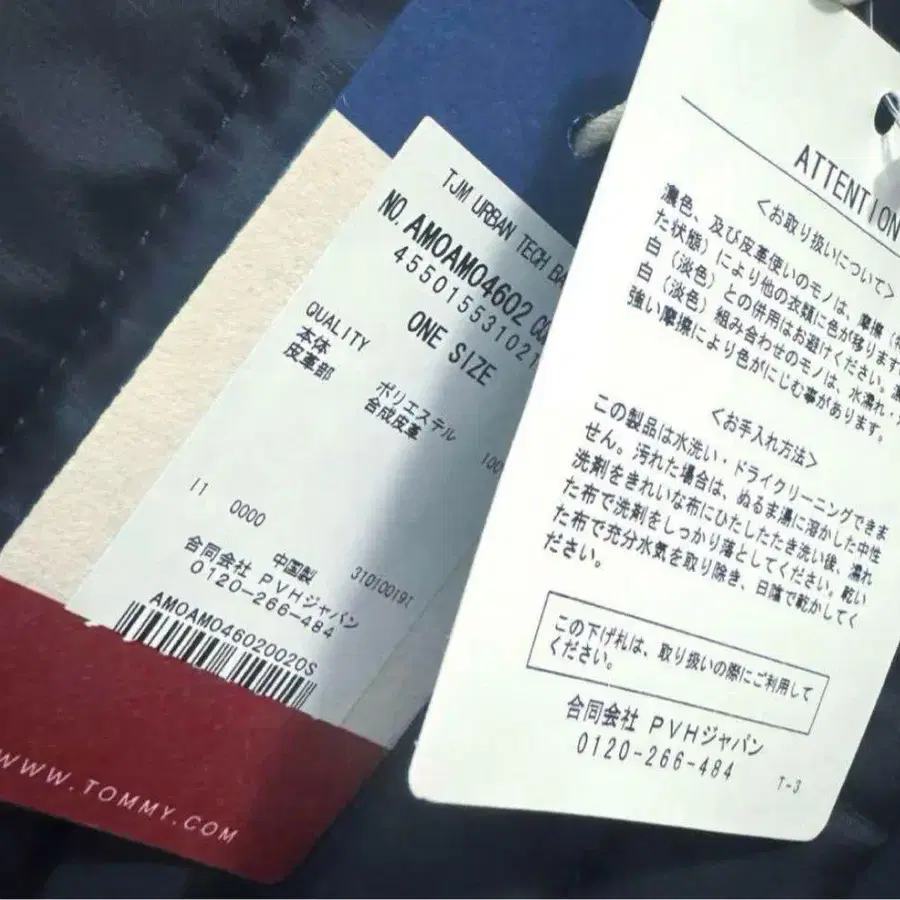 TJM URBAN TECH BA
NO. AMOAMO4602 CO
455015531021
ONE SIZE
QUALITY
本体 ポリエステル 100
皮革部 合成皮革
11 0000
中国製 310100191
合同会社 PVHジャパン
0120-266-484
AMOAMO46020020S
WWW.TOMMY.COM
ATTENTION
<お取り扱いについて>
濃色、及び皮革使いのモノは、摩擦
た状態）により他の衣類に色が移ります
白（淡色）との併用はお避けください。濃
白（淡色）組み合わせのモノは、水濡れ・
強い摩擦により色がにじむ事があります。
<お手入れ方法>
この製品は水洗い・ドライクリーニングできま
せん。汚れた場合は、ぬるま湯に溶かした中性
洗剤をきれいな布にひたしたたき洗い後、濡れ
た布で洗剤をしっかり落としてください。乾い
た布で充分水気を取り除き、日陰で乾かしてく
ださい。
この下げ札は、取り扱いの際にご利用して
ください。
合同会社 PVHジャパン
0120-266-484
T-3